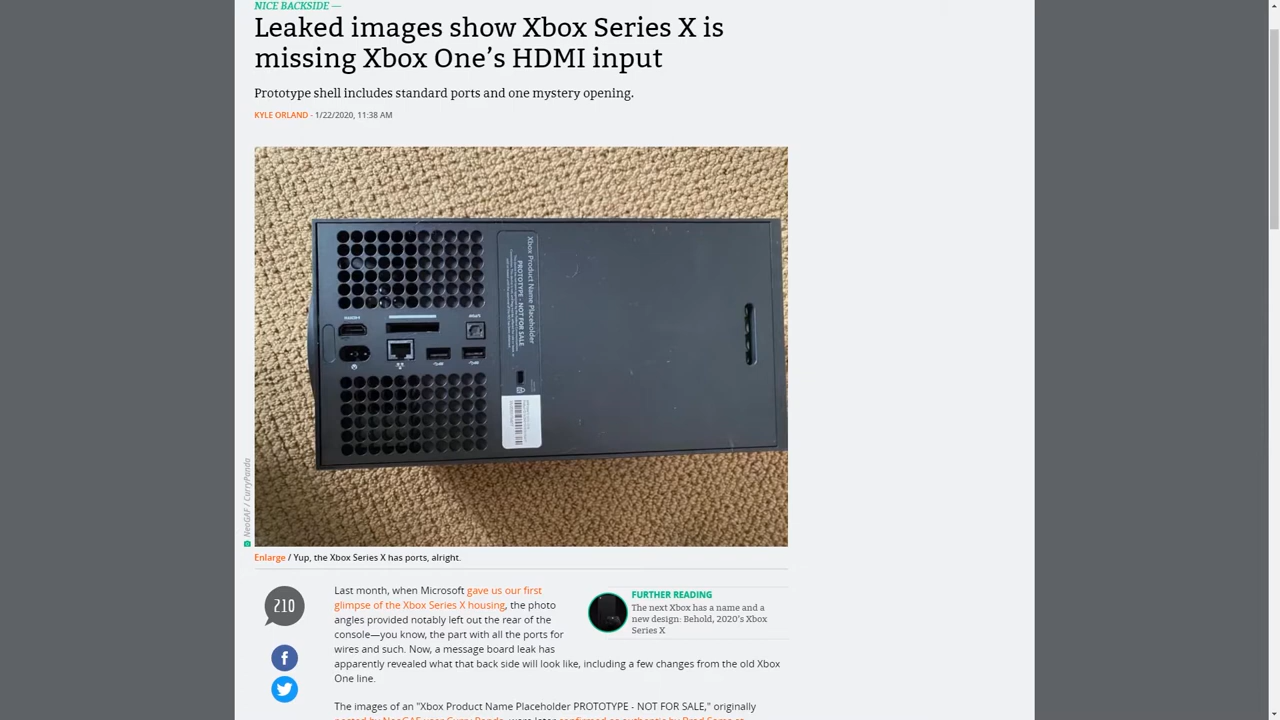 NICE BACKSIDE —
Leaked images show Xbox Series X is
missing Xbox One’s HDMI input
Prototype shell includes standard ports and one mystery opening.
KYLE ORLAND - 1/22/2020, 11:38 AM
Xbox Product Name Placeholder
PROTOTYPE - NOT FOR SALE
NeoGAF / CurryPanda
Enlarge / Yup, the Xbox Series X has ports, alright.
210
Last month, when Microsoft gave us our first
glimpse of the Xbox Series X housing, the photo
angles provided notably left out the rear of the
console—you know, the part with all the ports for
wires and such. Now, a message board leak has
apparently revealed what that back side will look like, including a few changes from the old Xbox
One line.
FURTHER READING
The next Xbox has a name and a
new design: Behold, 2020's Xbox
Series X
The images of an "Xbox Product Name Placeholder PROTOTYPE - NOT FOR SALE," originally